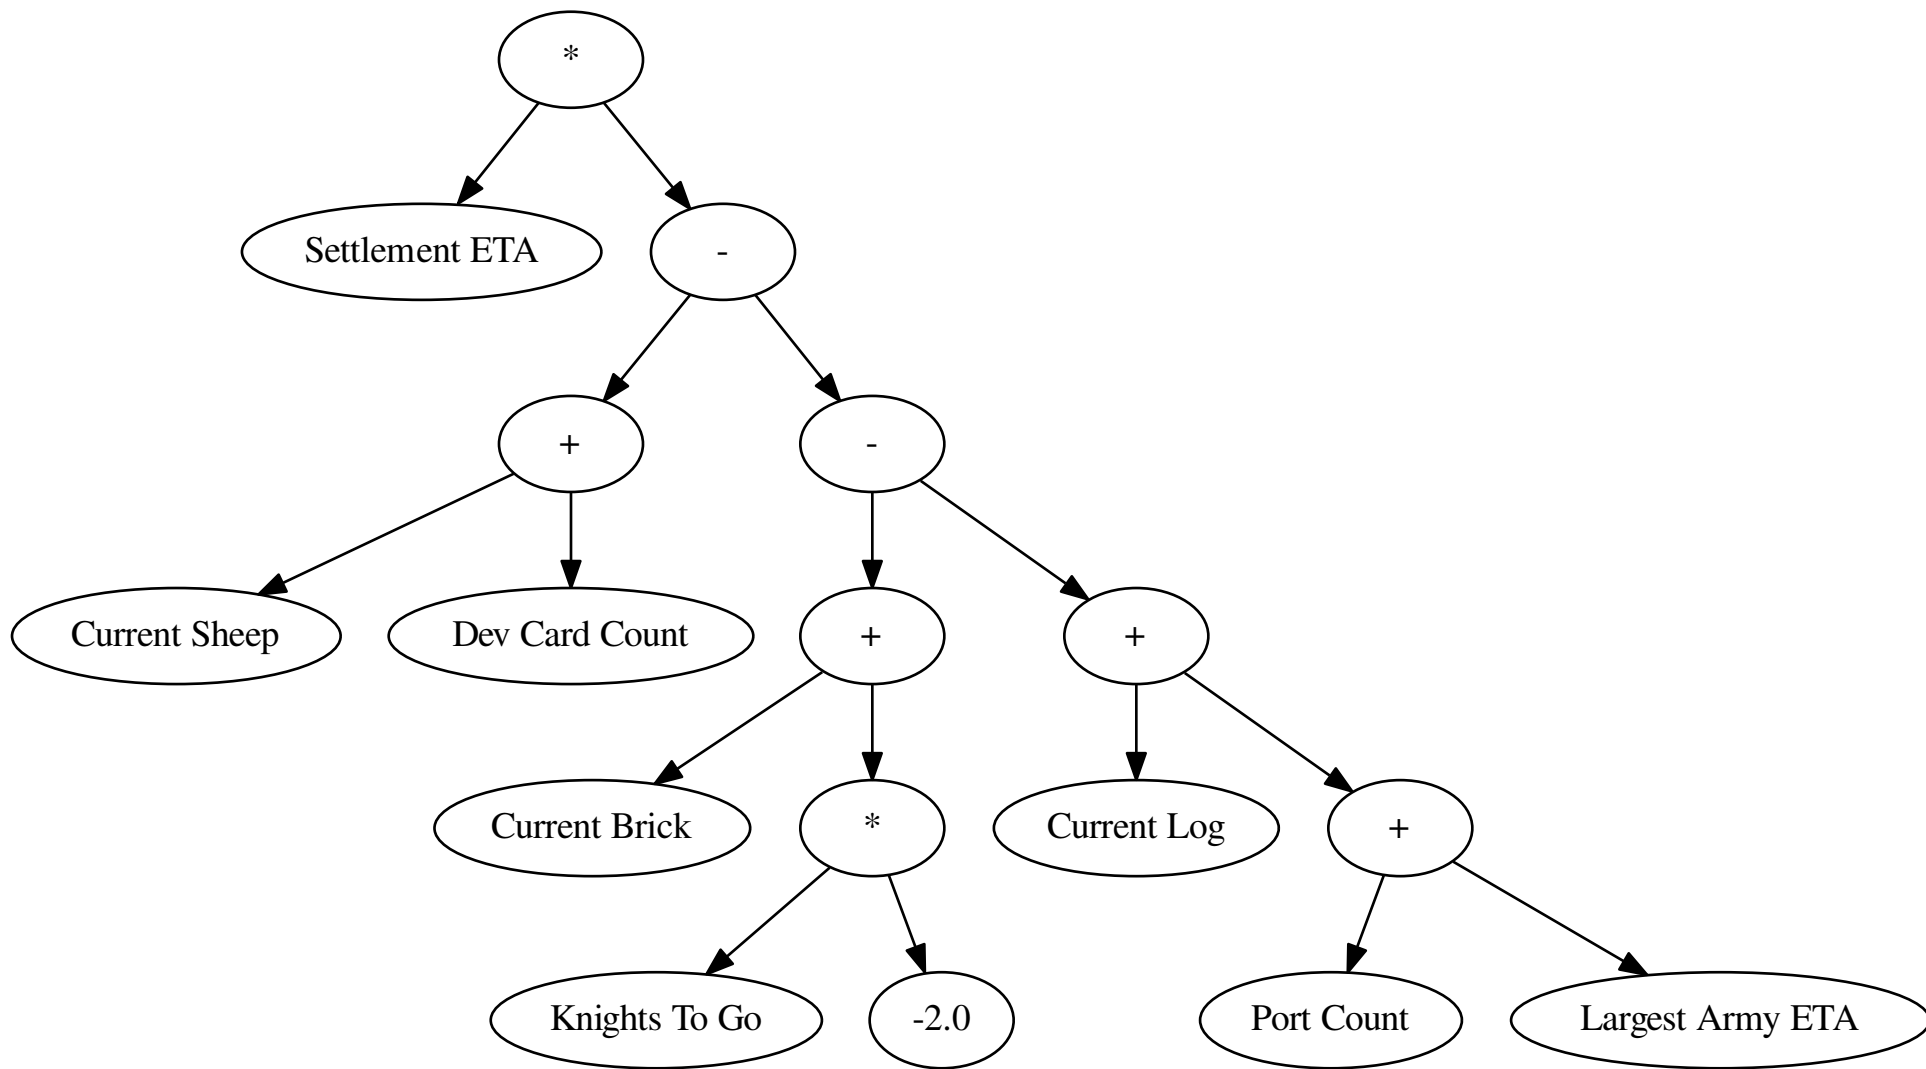 *
Settlement ETA
-
+
-
Current Sheep
Dev Card Count
+
+
Current Brick
*
Current Log
+
Knights To Go
-2.0
Port Count
Largest Army ETA